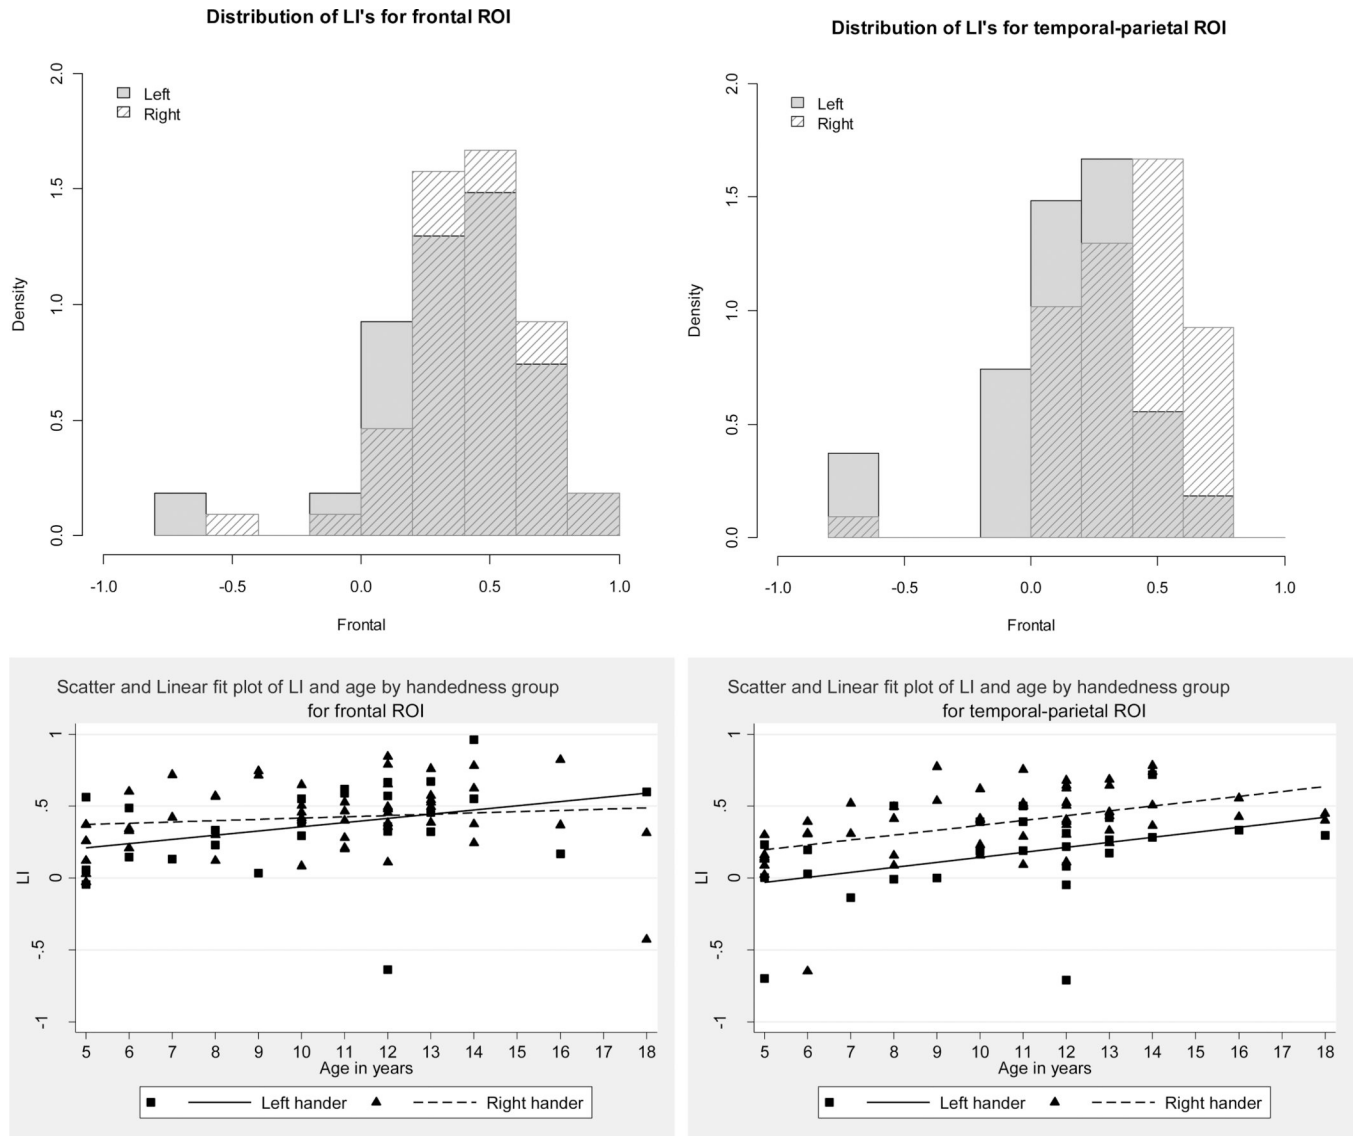 Distribution of LI's for frontal ROI
2.0
1.5
1.0
0.5
0.0
Density
Left
Right
-1.0 -0.5 0.0 0.5 1.0
Frontal
Distribution of LI's for temporal-parietal ROI
2.0
1.5
1.0
0.5
0.0
Density
Left
Right
-1.0 -0.5 0.0 0.5 1.0
Frontal
Scatter and Linear fit plot of LI and age by handedness group
for frontal ROI
1
.5
0
-.5
-1
LI
5 6 7 8 9 10 11 12 13 14 15 16 17 18
Age in years
Left hander Right hander
Scatter and Linear fit plot of LI and age by handedness group
for temporal-parietal ROI
1
.5
0
-.5
-1
LI
5 6 7 8 9 10 11 12 13 14 15 16 17 18
Age in years
Left hander Right hander